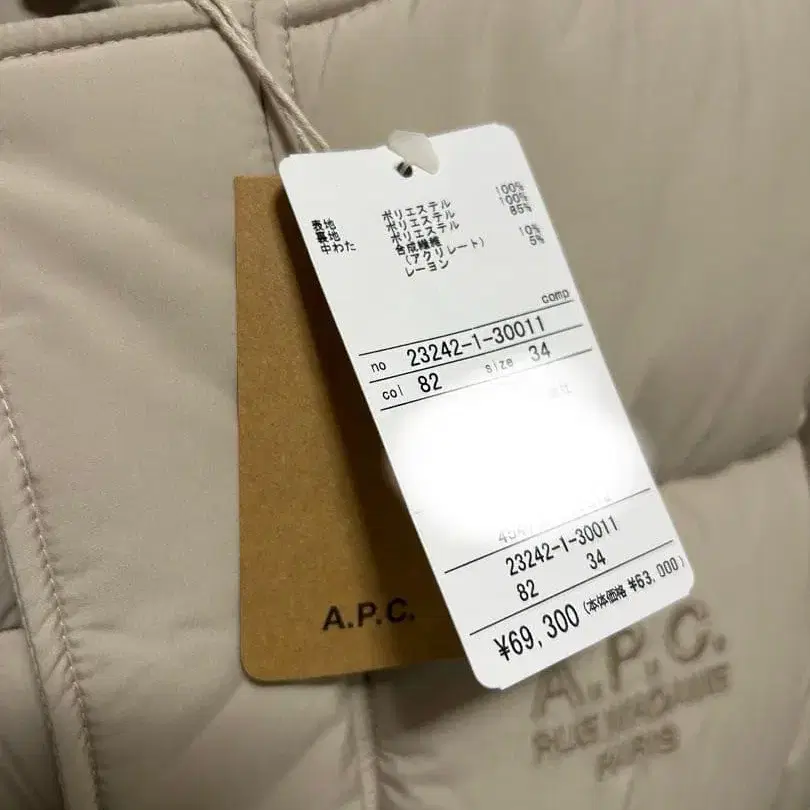 表地 ポリエステル 100%
裏地 ポリエステル 100%
中わた ポリエステル 85%
合成繊維
(アクリレート) 10%
レーヨン 5%
comp
no 23242-1-30011
col 82 size 34
23242-1-30011
82 34
¥69,300 (本体価格 ¥63,000)
A.P.C.
A.P.C.
RUE MADAME
PARIS